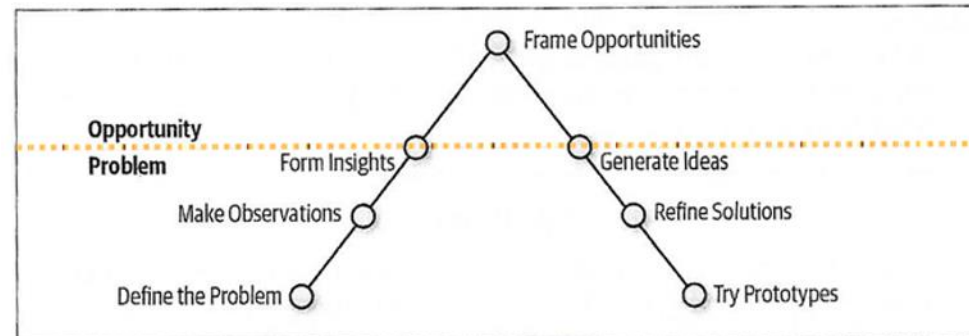 Frame Opportunities
Opportunity
Problem
Form Insights
Generate Ideas
Make Observations
Refine Solutions
Define the Problem
Try Prototypes